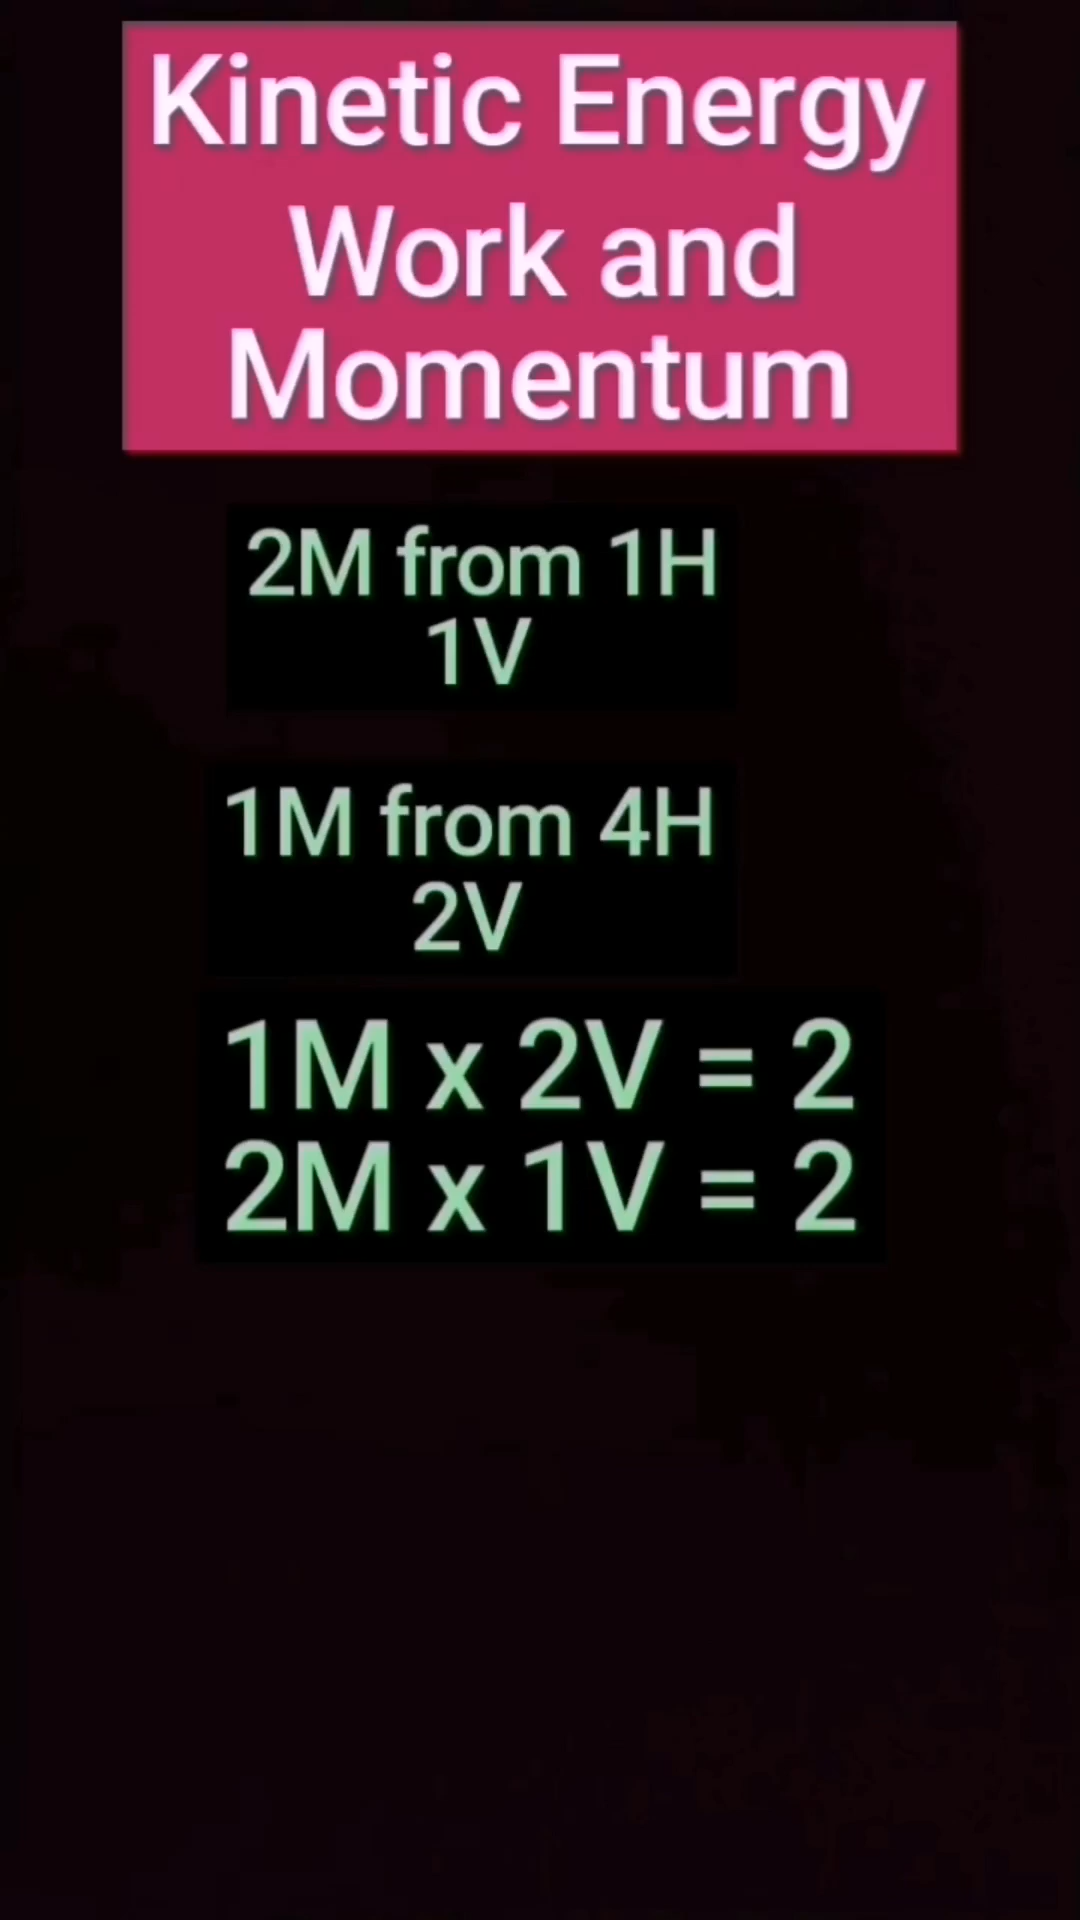 Kinetic Energy
Work and
Momentum
2M from 1H
1V
1M from 4H
2V
1M x 2V = 2
2M x 1V = 2